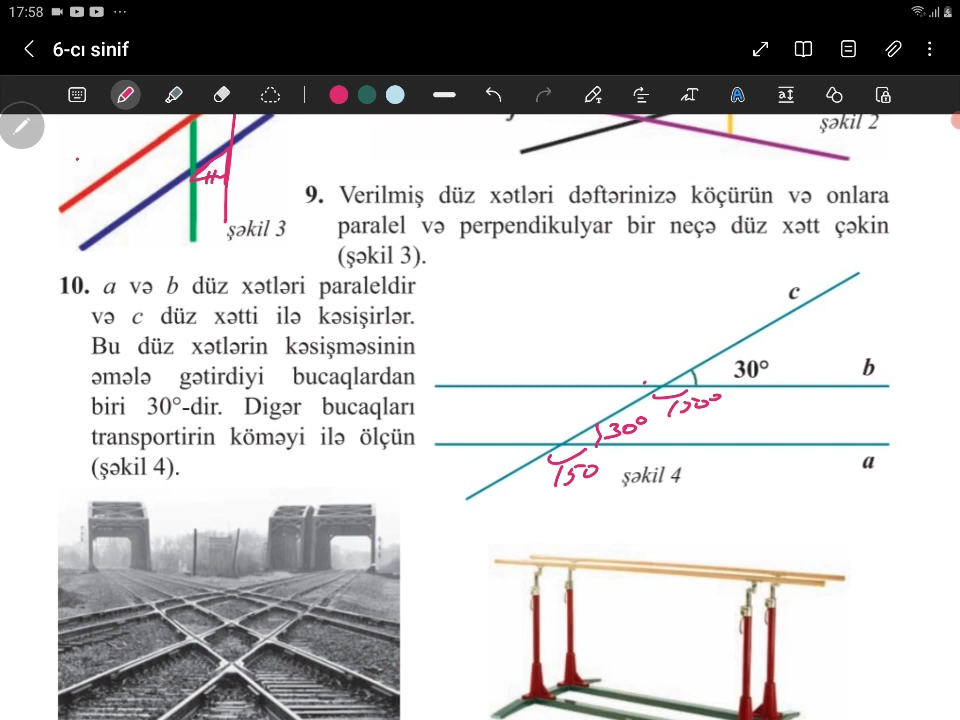 17:58
6-cı sinif
şəkil 2
şəkil 3
9. Verilmiş düz xətləri dəftərinizə köçürün və onlara
paralel və perpendikulyar bir neçə düz xətt çəkin
(şəkil 3).
10. a və b düz xətləri paraleldir
və c düz xətti ilə kəsişirlər.
Bu düz xətlərin kəsişməsinin
əmələ gətirdiyi bucaqlardan
biri 30°-dir. Digər bucaqları
transportirin köməyi ilə ölçün
(şəkil 4).
c
30°
b
30°
150
a
şəkil 4